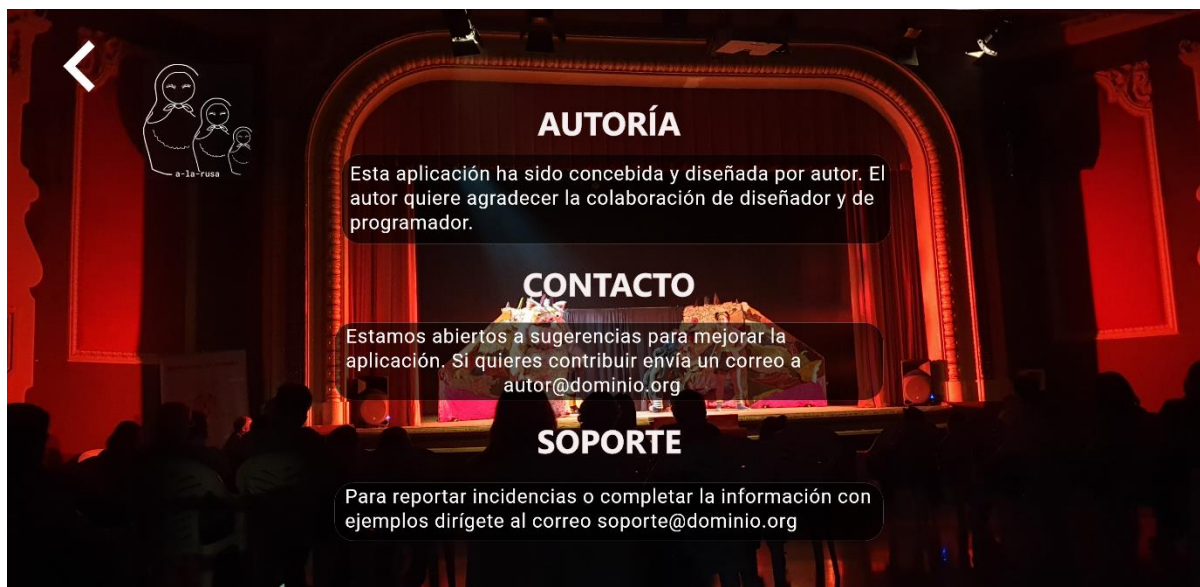 a-la-rusa
AUTORÍA
Esta aplicación ha sido concebida y diseñada por autor. El
autor quiere agradecer la colaboración de diseñador y de
programador.
CONTACTO
Estamos abiertos a sugerencias para mejorar la
aplicación. Si quieres contribuir envía un correo a
autor@dominio.org
SOPORTE
Para reportar incidencias o completar la información con
ejemplos dirígete al correo soporte@dominio.org